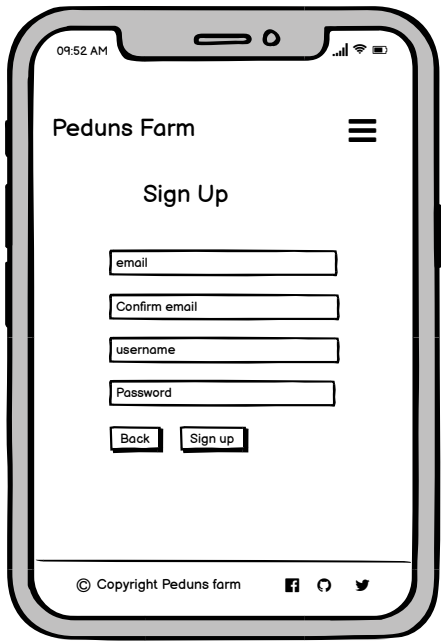 09:52 AM
Peduns Farm
Sign Up
email
Confirm email
username
Password
Back Sign up
© Copyright Peduns farm